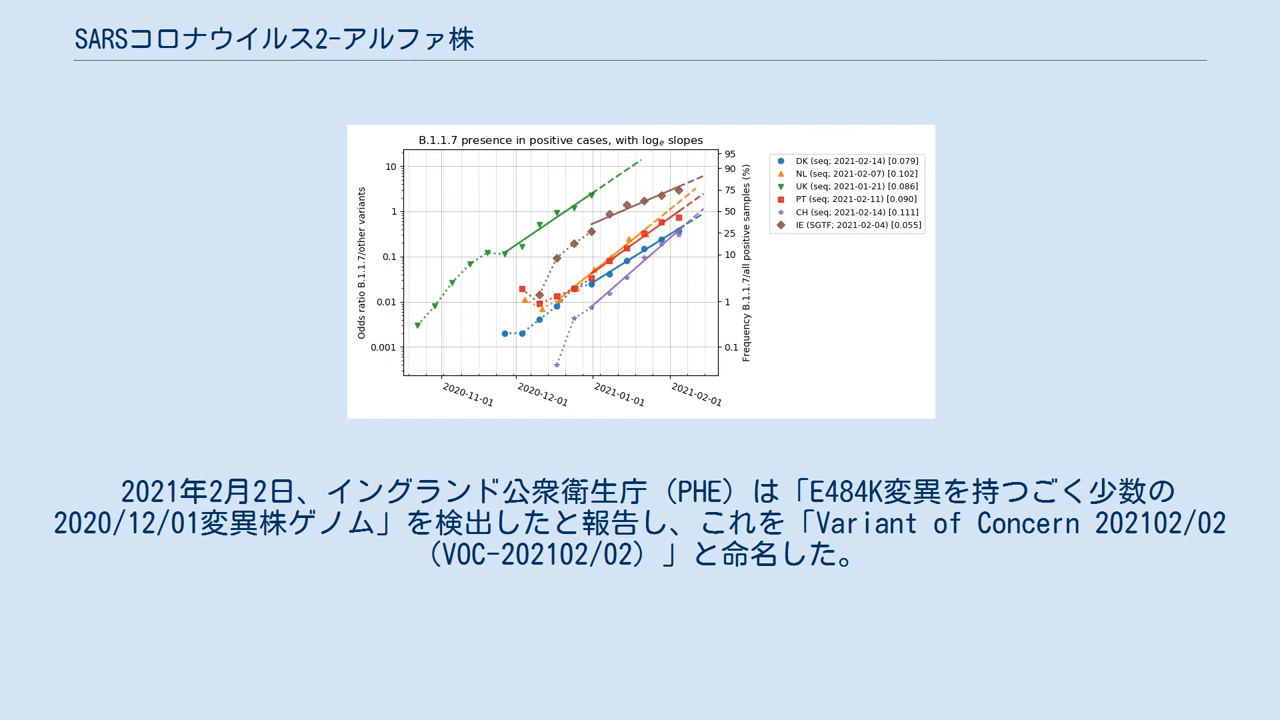 SARSコロナウイルス2-アルファ株
B.1.1.7 presence in positive cases, with logₑ slopes
Odds ratio B.1.1.7/other variants
10
1
0.1
0.01
0.001
95
90
75
50
25
10
1
0.1
Frequency B.1.1.7/all positive samples (%)
2020-11-01
2020-12-01
2021-01-01
2021-02-01
DK (seq; 2021-02-14) [0.079]
NL (seq; 2021-02-07) [0.102]
UK (seq; 2021-01-21) [0.086]
PT (seq; 2021-02-11) [0.090]
CH (seq; 2021-02-14) [0.111]
IE (SGTF; 2021-02-04) [0.055]
2021年2月2日、イングランド公衆衛生庁（PHE）は「E484K変異を持つごく少数の
2020/12/01変異株ゲノム」を検出したと報告し、これを「Variant of Concern 202102/02
（VOC-202102/02）」と命名した。